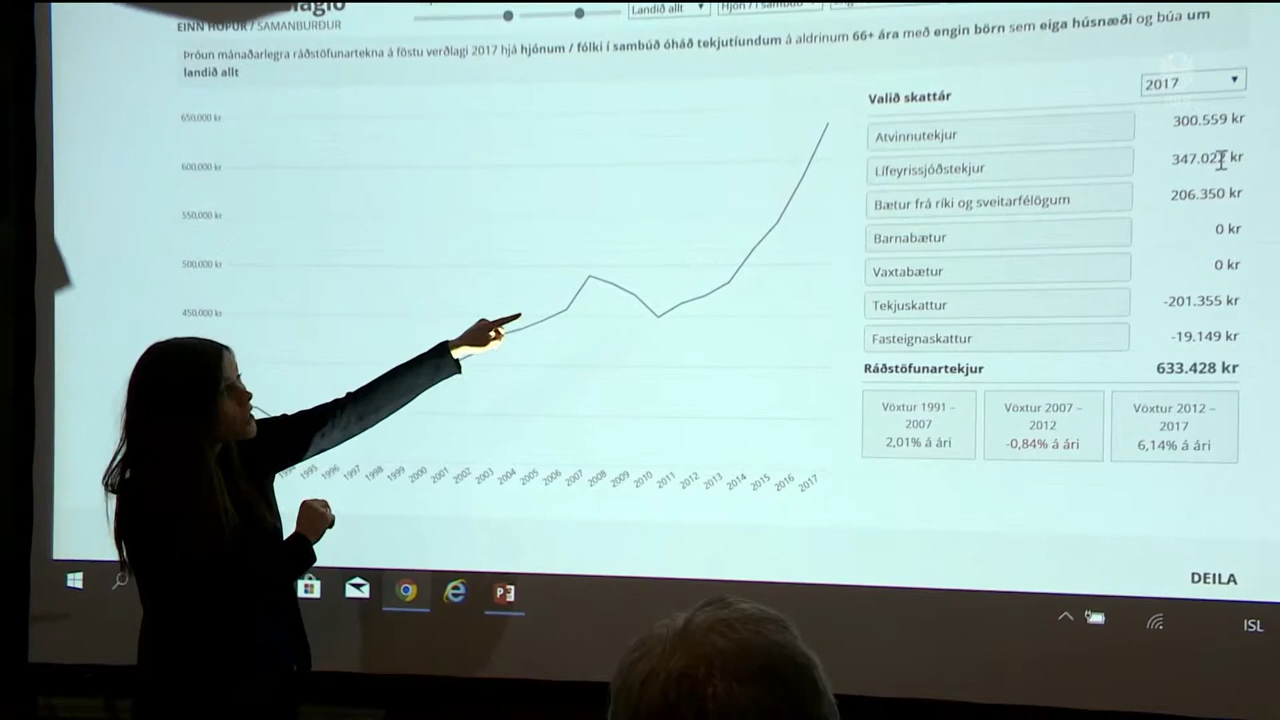 EINN HÓPUR / SAMANBURÐUR
Landið allt
Þróun mánaðarlegra ráðstöfunartekna á föstu verðlagi 2017 hjá hjónum / fólki í sambúð óháð tekjutíundum á aldrinum 66+ ára með engin börn sem eiga húsnæði og búa um
landið allt
650.000 kr
600.000 kr
550.000 kr
500.000 kr
450.000 kr
1995 1996 1997 1998 1999 2000 2001 2002 2003 2004 2005 2006 2007 2008 2009 2010 2011 2012 2013 2014 2015 2016 2017
Valið skattár 2017
Atvinnutekjur 300.559 kr
Lífeyrissjóðstekjur kr
Bætur frá ríki og sveitarfélögum 206.350 kr
Barnabætur 0 kr
Vaxtabætur 0 kr
Tekjuskattur -201.355 kr
Fasteignaskattur -19.149 kr
Ráðstöfunartekjur 633.428 kr
Vöxtur 1991 –
2007
2,01% á ári
Vöxtur 2007 –
2012
-0,84% á ári
Vöxtur 2012 –
2017
6,14% á ári
DEILA
ISL